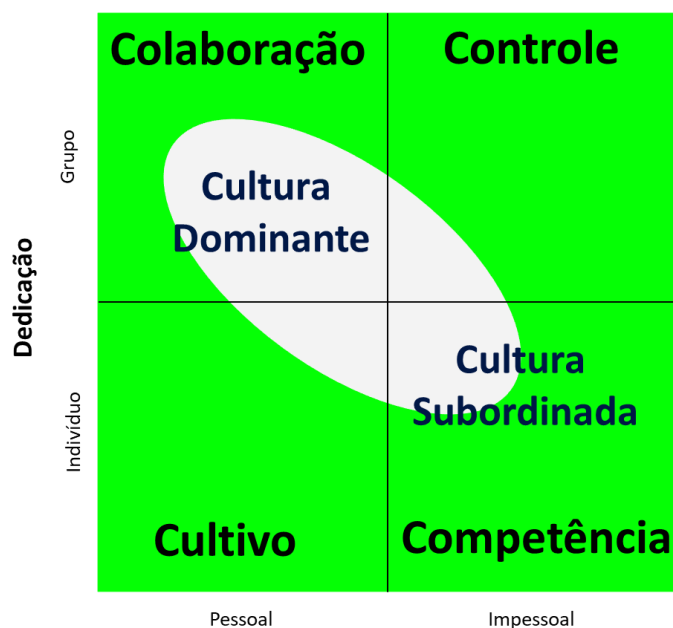 Colaboração
Controle
Grupo
Cultura
Dominante
Dedicação
Cultura
Subordinada
Indivíduo
Cultivo
Competência
Pessoal
Impessoal